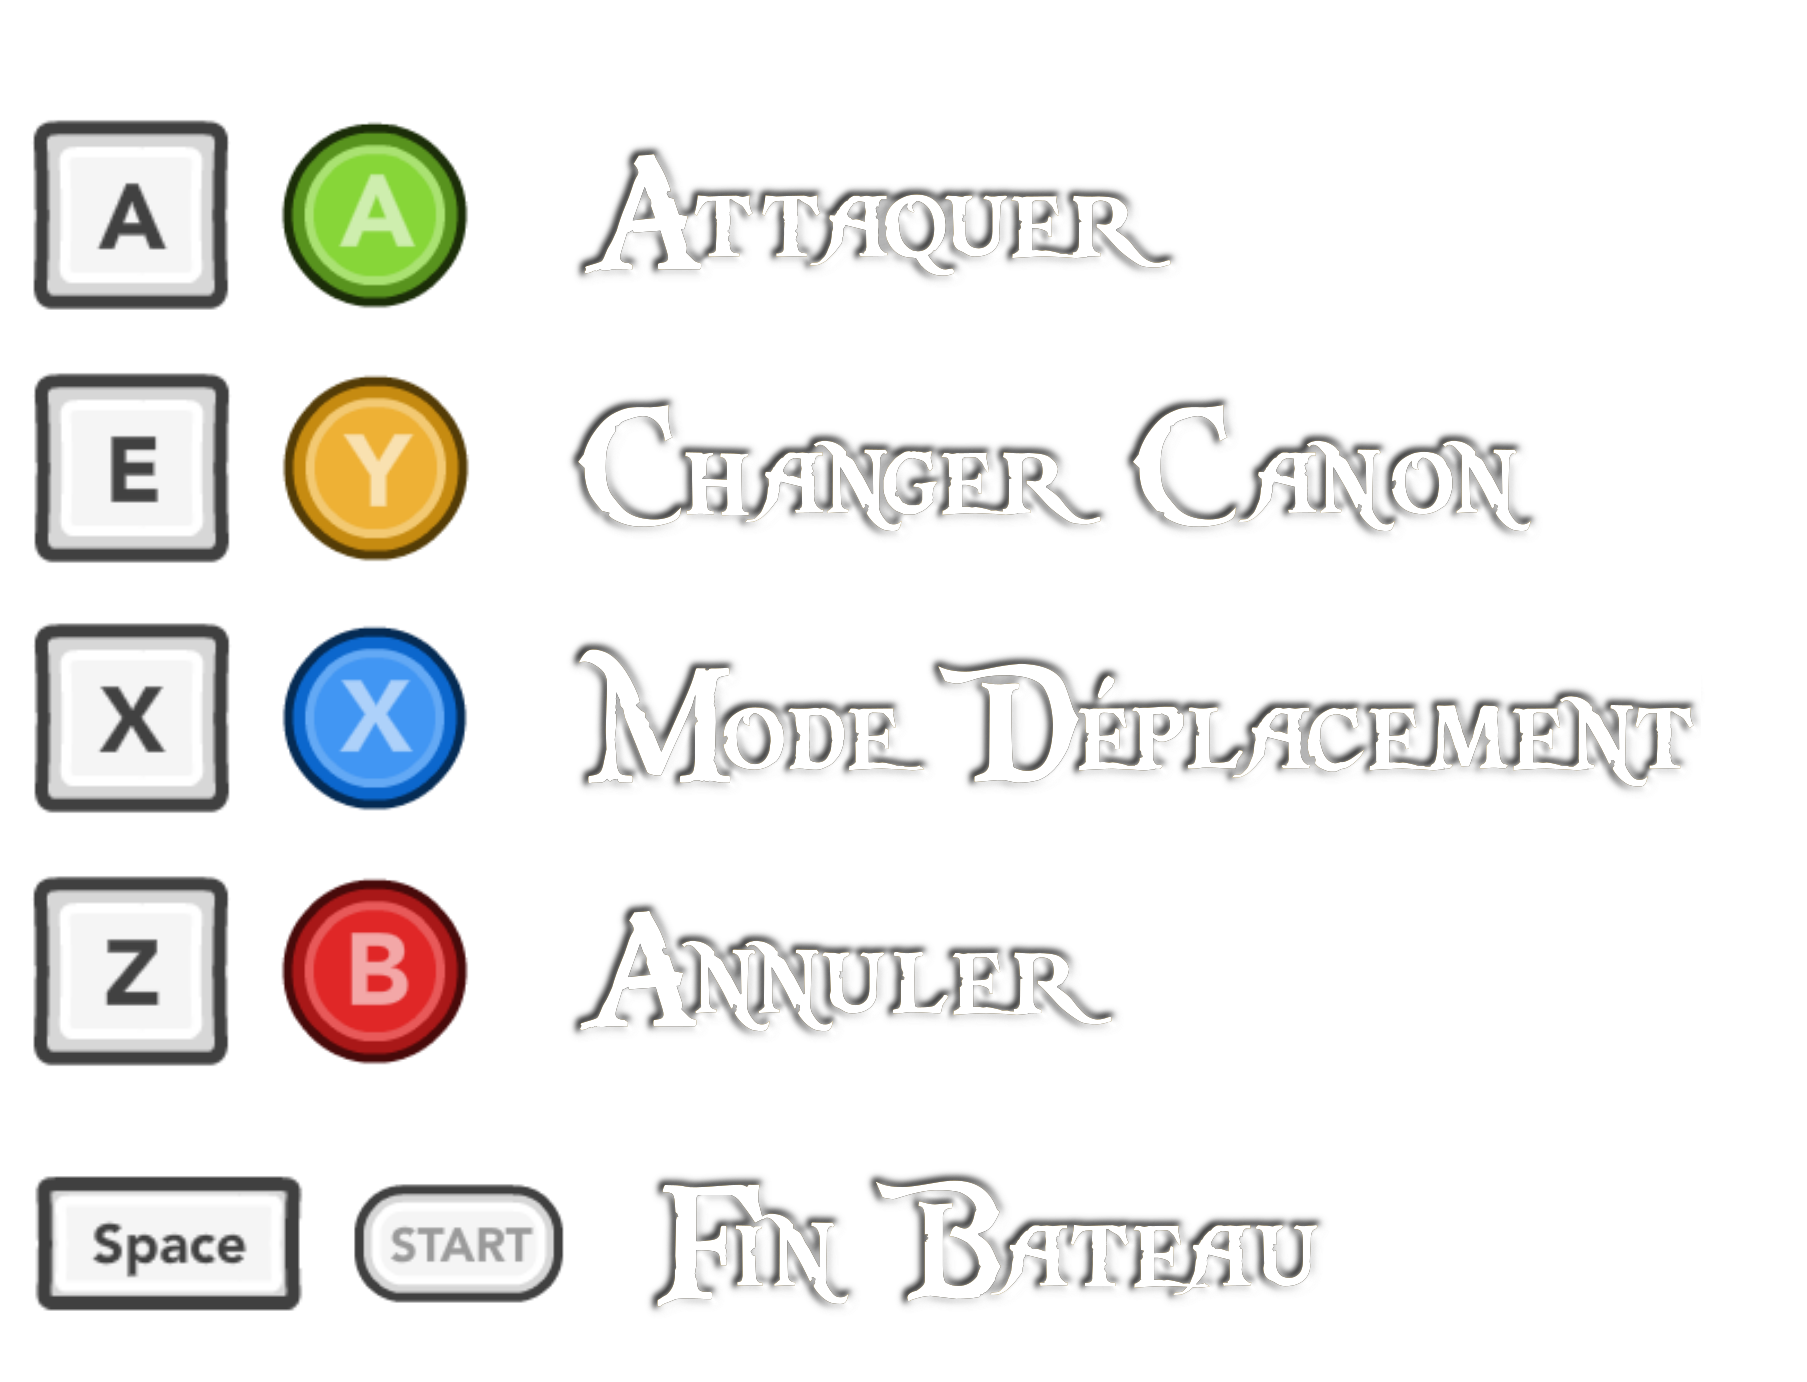 A A Attaquer
E Y Changer Canon
X X Mode Déplacement
Z B Annuler
Space START Fin Bateau